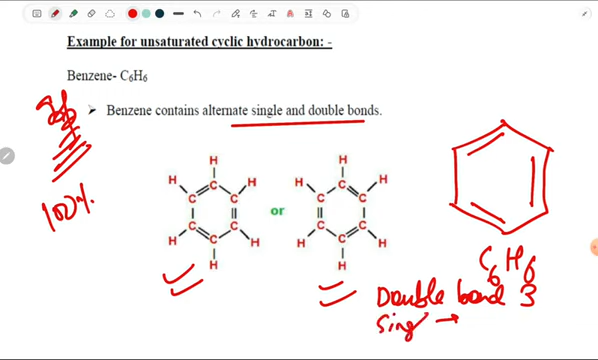 Example for unsaturated cyclic hydrocarbon: -
Benzene- C₆H₆
➤ Benzene contains alternate single and double bonds.
100%
H
H C H
C C
C C
H C H
H
or
H
H C H
C C
C C
H C H
H
C₆H₆
Double bond 3
Sing →